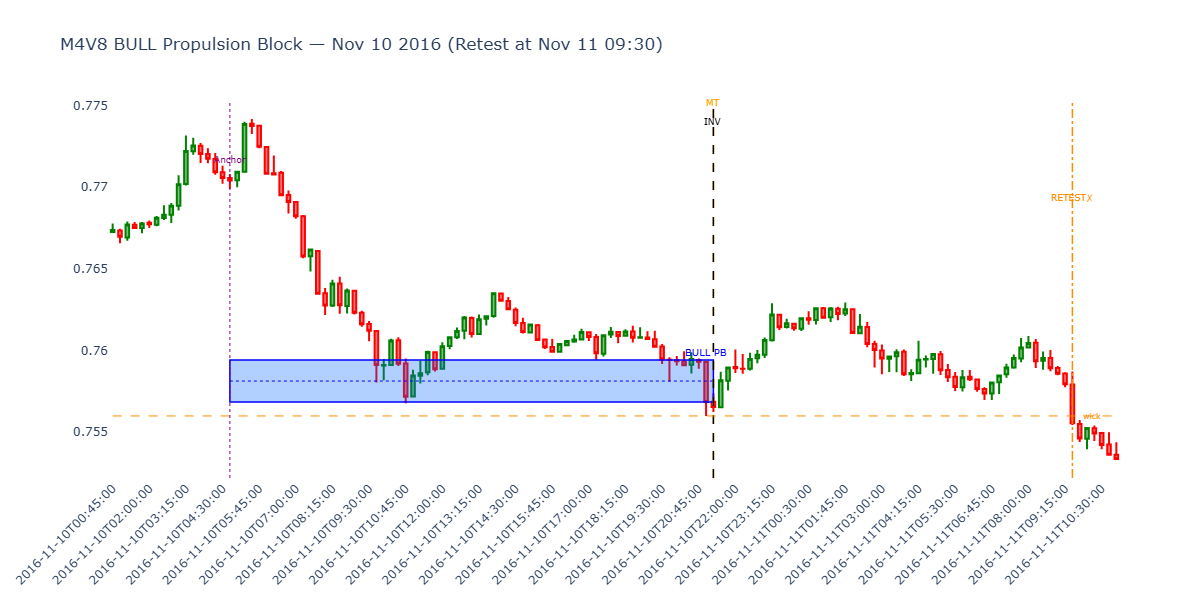 M4V8 BULL Propulsion Block — Nov 10 2016 (Retest at Nov 11 09:30)
MT
0.775
INV
Anchor
0.77
RETESTX
0.765
0.76
BULL PB
wick
0.755
2016-11-10T00:45:00
2016-11-10T02:00:00
2016-11-10T03:15:00
2016-11-10T04:30:00
2016-11-10T05:45:00
2016-11-10T07:00:00
2016-11-10T08:15:00
2016-11-10T09:30:00
2016-11-10T10:45:00
2016-11-10T12:00:00
2016-11-10T13:15:00
2016-11-10T14:30:00
2016-11-10T15:45:00
2016-11-10T17:00:00
2016-11-10T18:15:00
2016-11-10T19:30:00
2016-11-10T20:45:00
2016-11-10T22:00:00
2016-11-10T23:15:00
2016-11-11T00:30:00
2016-11-11T01:45:00
2016-11-11T03:00:00
2016-11-11T04:15:00
2016-11-11T05:30:00
2016-11-11T06:45:00
2016-11-11T08:00:00
2016-11-11T09:15:00
2016-11-11T10:30:00